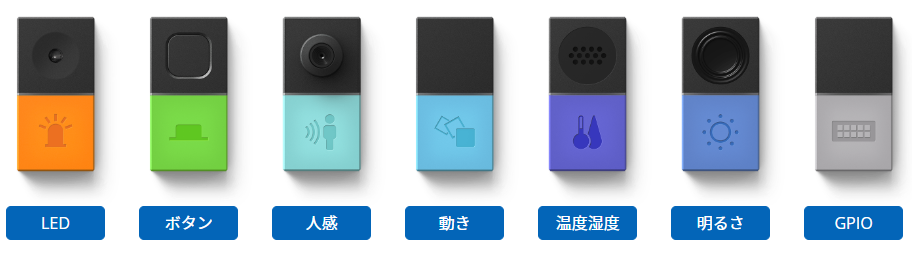 LED
ボタン
人感
動き
温度湿度
明るさ
GPIO